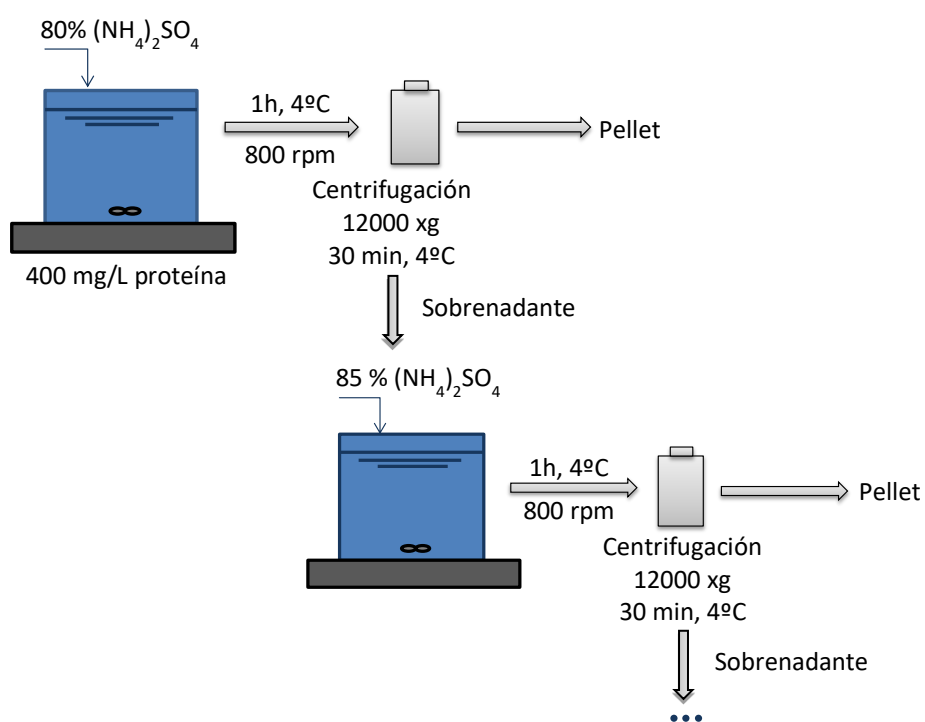 80% (NH4)2SO4
1h, 4ºC
800 rpm
Pellet
Centrifugación
12000 xg
30 min, 4ºC
400 mg/L proteína
Sobrenadante
85 % (NH4)2SO4
1h, 4ºC
800 rpm
Pellet
Centrifugación
12000 xg
30 min, 4ºC
Sobrenadante
...